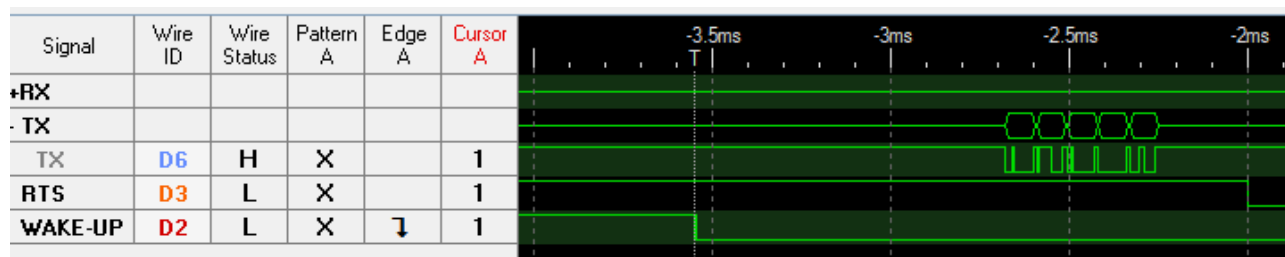 Signal Wire ID Wire Status Pattern A Edge A Cursor A -3.5ms -3ms -2.5ms -2ms
T
+RX
- TX
TX D6 H X 1
RTS D3 L X 1
WAKE-UP D2 L X 1